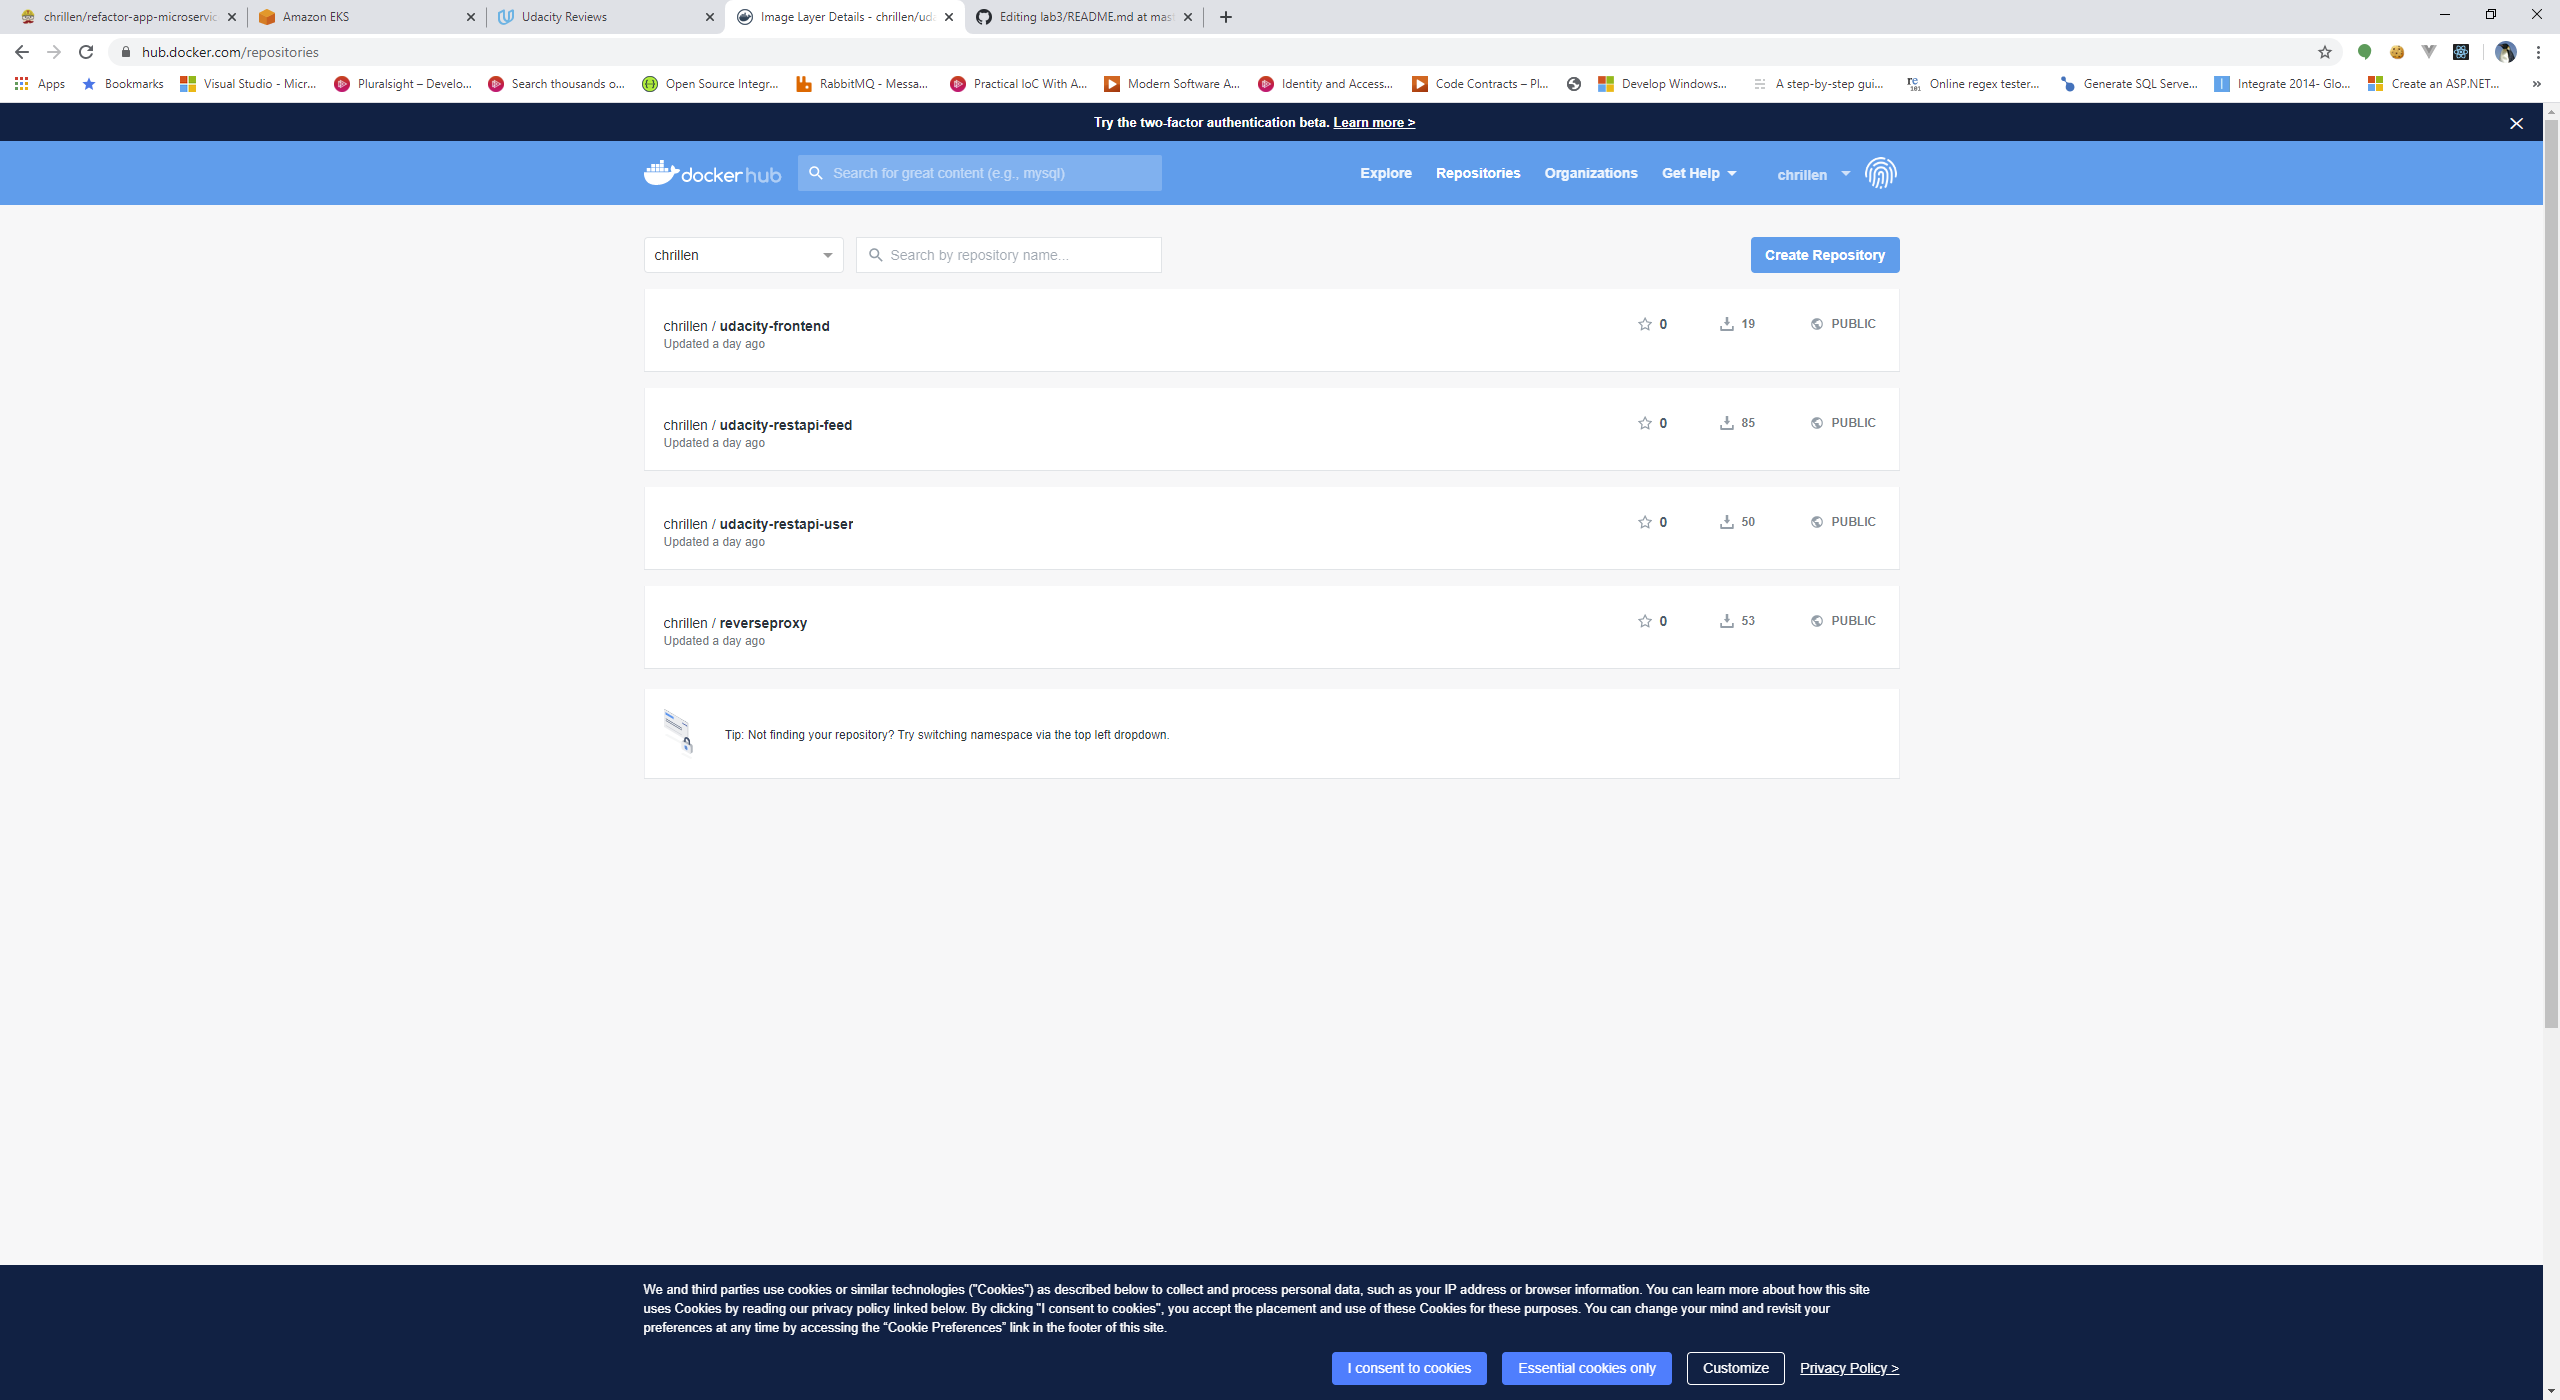 chrillen/refactor-app-microservic
Amazon EKS
Udacity Reviews
Image Layer Details - chrillen/uda
Editing lab3/README.md at mast
hub.docker.com/repositories
Apps
Bookmarks
Visual Studio - Micr...
Pluralsight – Develo...
Search thousands o...
Open Source Integr...
RabbitMQ - Messa...
Practical IoC With A...
Modern Software A...
Identity and Access...
Code Contracts – Pl...
Develop Windows...
A step-by-step gui...
re
101
Online regex tester...
Generate SQL Serve...
Integrate 2014- Glo...
Create an ASP.NET...
»
Try the two-factor authentication beta. Learn more >
docker hub
Search for great content (e.g., mysql)
Explore
Repositories
Organizations
Get Help
chrillen
chrillen
Search by repository name...
Create Repository
chrillen / udacity-frontend
Updated a day ago
0
19
PUBLIC
chrillen / udacity-restapi-feed
Updated a day ago
0
85
PUBLIC
chrillen / udacity-restapi-user
Updated a day ago
0
50
PUBLIC
chrillen / reverseproxy
Updated a day ago
0
53
PUBLIC
Tip: Not finding your repository? Try switching namespace via the top left dropdown.
We and third parties use cookies or similar technologies ("Cookies") as described below to collect and process personal data, such as your IP address or browser information. You can learn more about how this site
uses Cookies by reading our privacy policy linked below. By clicking "I consent to cookies", you accept the placement and use of these Cookies for these purposes. You can change your mind and revisit your
preferences at any time by accessing the “Cookie Preferences” link in the footer of this site.
I consent to cookies
Essential cookies only
Customize
Privacy Policy >